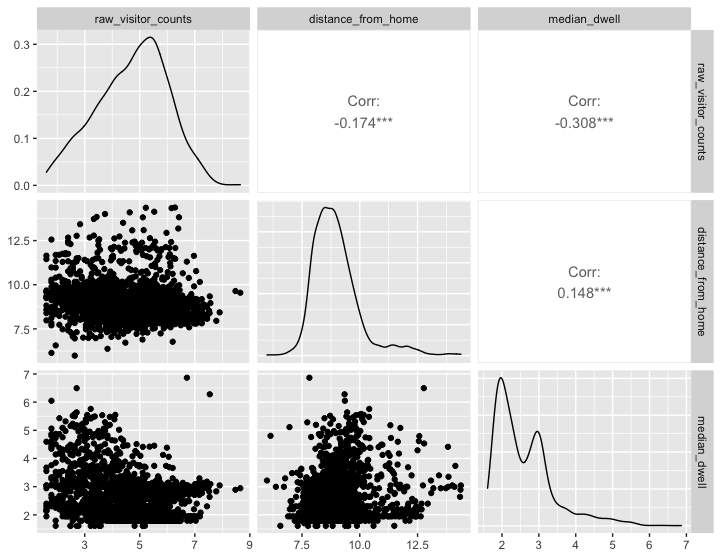 raw_visitor_counts distance_from_home median_dwell
0.3
0.2
0.1
0.0
Corr:
-0.174***
Corr:
-0.308***
raw_visitor_counts
12.5
10.0
7.5
Corr:
0.148***
distance_from_home
7
6
5
4
3
2
median_dwell
3 5 7 9 7.5 10.0 12.5 2 3 4 5 6 7